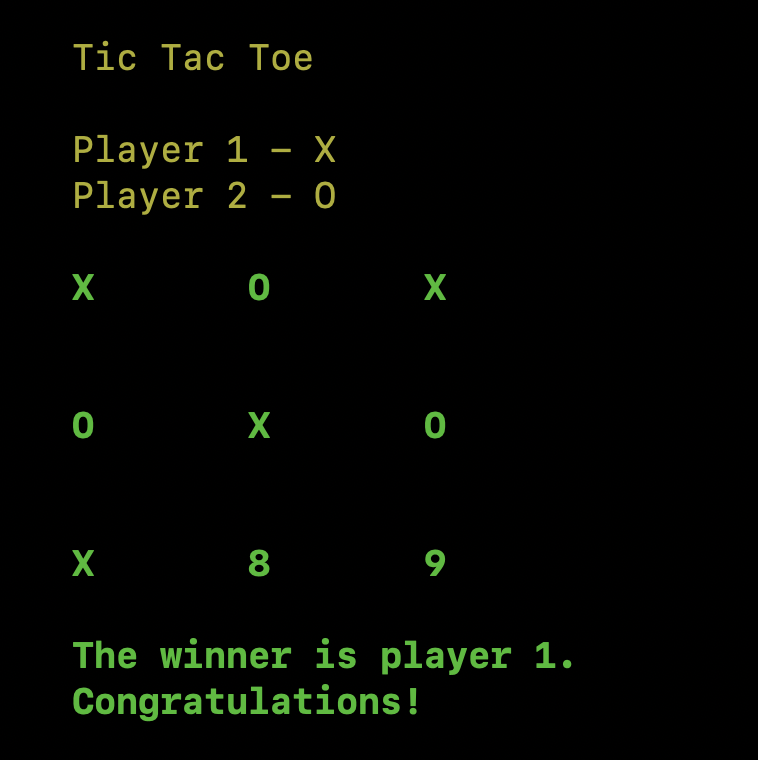 Tic Tac Toe
Player 1 – X
Player 2 – O
X O X
O X O
X 8 9
The winner is player 1.
Congratulations!